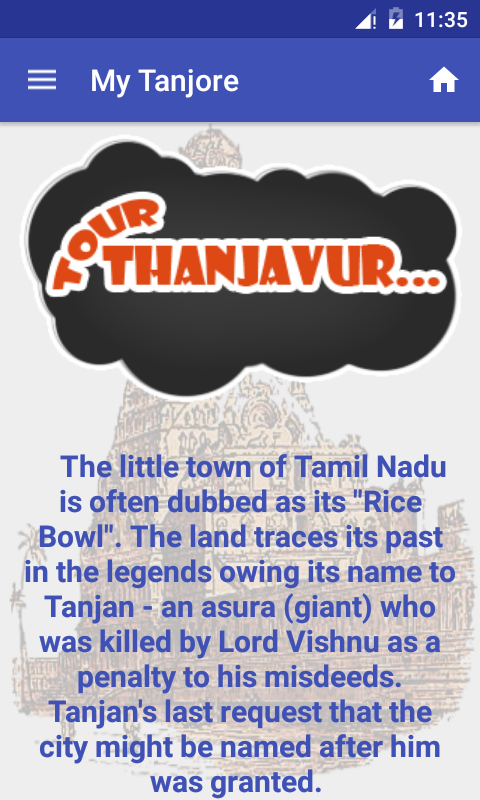 11:35
My Tanjore
TOUR
THANJAVUR...
The little town of Tamil Nadu
is often dubbed as its "Rice
Bowl". The land traces its past
in the legends owing its name to
Tanjan - an asura (giant) who
was killed by Lord Vishnu as a
penalty to his misdeeds.
Tanjan's last request that the
city might be named after him
was granted.